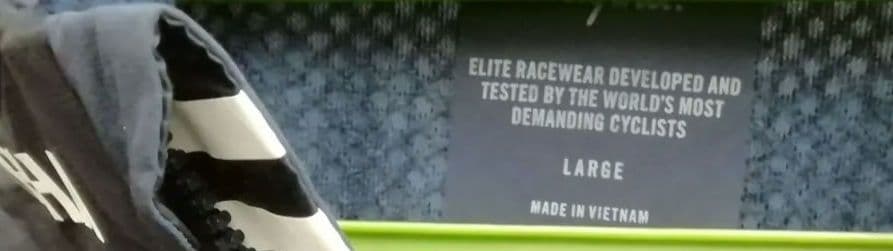 ELITE RACEWEAR DEVELOPED AND
TESTED BY THE WORLD'S MOST
DEMANDING CYCLISTS
LARGE
MADE IN VIETNAM